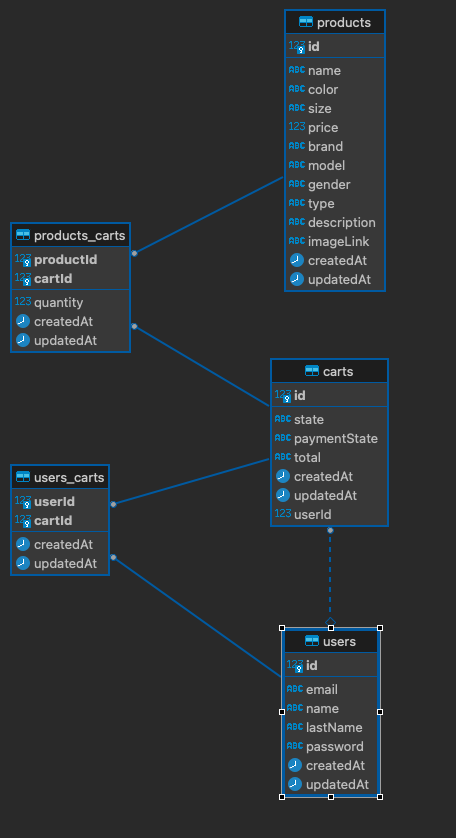 products
123 id
ABC name
ABC color
ABC size
123 price
ABC brand
ABC model
ABC gender
ABC type
ABC description
ABC imageLink
createdAt
updatedAt
products_carts
123 productId
123 cartId
123 quantity
createdAt
updatedAt
carts
123 id
ABC state
ABC paymentState
ABC total
createdAt
updatedAt
123 userId
users_carts
123 userId
123 cartId
createdAt
updatedAt
users
123 id
ABC email
ABC name
ABC lastName
ABC password
createdAt
updatedAt